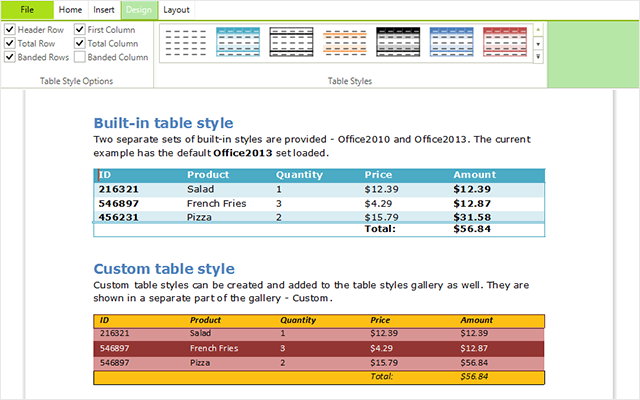 File Home Insert Design Layout
Header Row First Column
Total Row Total Column
Banded Rows Banded Column
Table Style Options Table Styles
Built-in table style
Two separate sets of built-in styles are provided - Office2010 and Office2013. The current
example has the default Office2013 set loaded.
ID Product Quantity Price Amount
216321 Salad 1 $12.39 $12.39
546897 French Fries 3 $4.29 $12.87
456231 Pizza 2 $15.79 $31.58
Total: $56.84
Custom table style
Custom table styles can be created and added to the table styles gallery as well. They are
shown in a separate part of the gallery - Custom.
ID Product Quantity Price Amount
216321 Salad 1 $12.39 $12.39
546897 French Fries 3 $4.29 $12.87
546897 Pizza 2 $15.79 $56.84
Total: $56.84